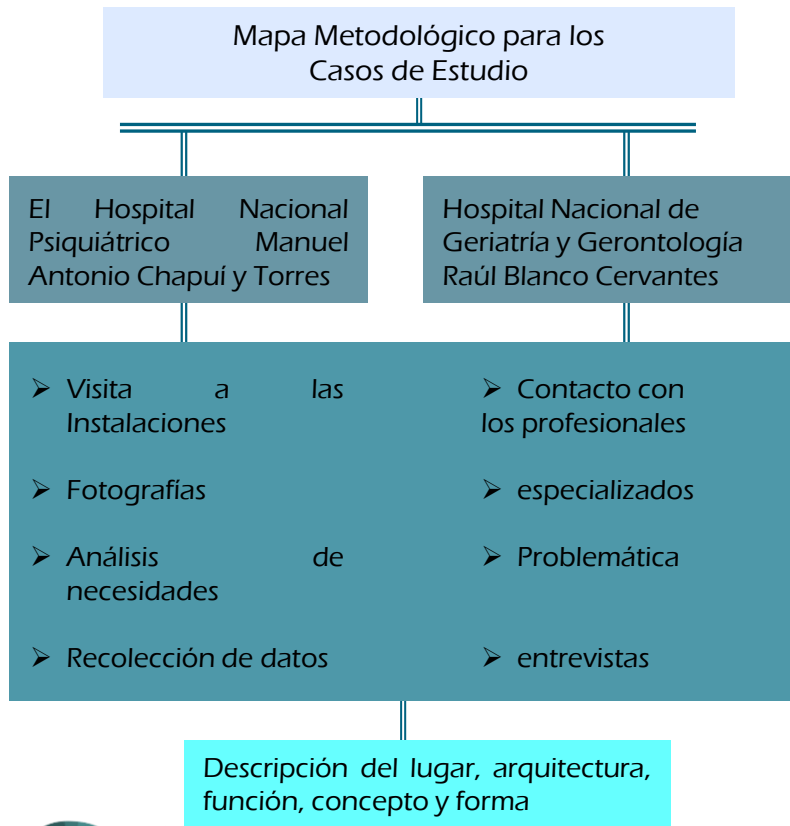 Mapa Metodológico para los
Casos de Estudio
El Hospital Nacional
Psiquiátrico Manuel
Antonio Chapuí y Torres
Hospital Nacional de
Geriatría y Gerontología
Raúl Blanco Cervantes
➢ Visita a las
Instalaciones
➢ Fotografías
➢ Análisis de
necesidades
➢ Recolección de datos
➢ Contacto con
los profesionales
➢ especializados
➢ Problemática
➢ entrevistas
Descripción del lugar, arquitectura,
función, concepto y forma